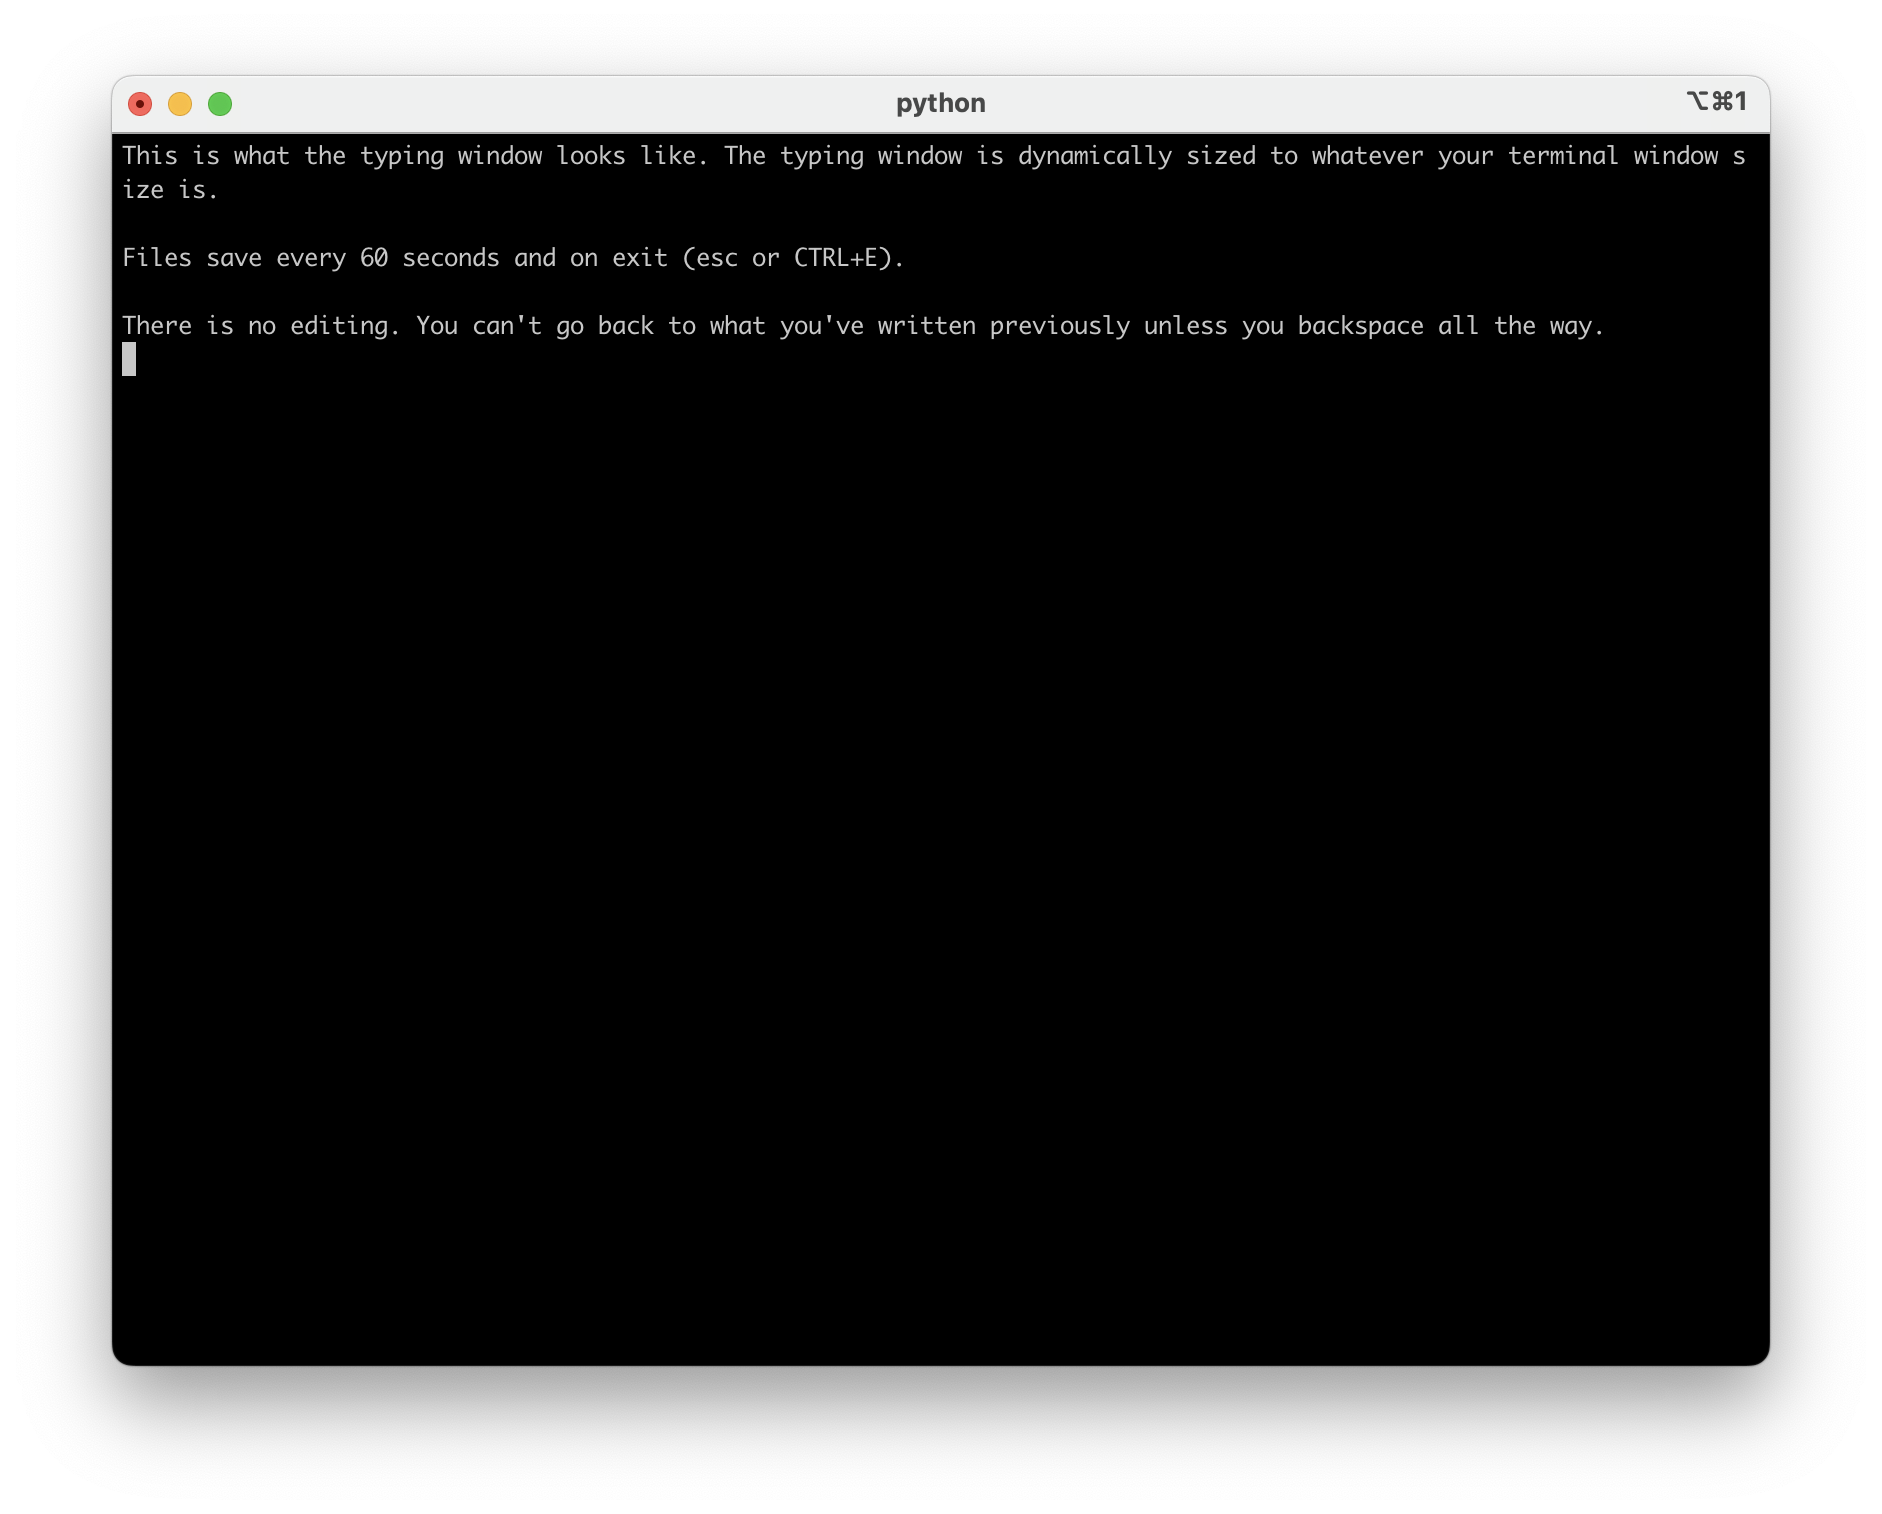 python
⌥⌘1
This is what the typing window looks like. The typing window is dynamically sized to whatever your terminal window s
ize is.
Files save every 60 seconds and on exit (esc or CTRL+E).
There is no editing. You can't go back to what you've written previously unless you backspace all the way.